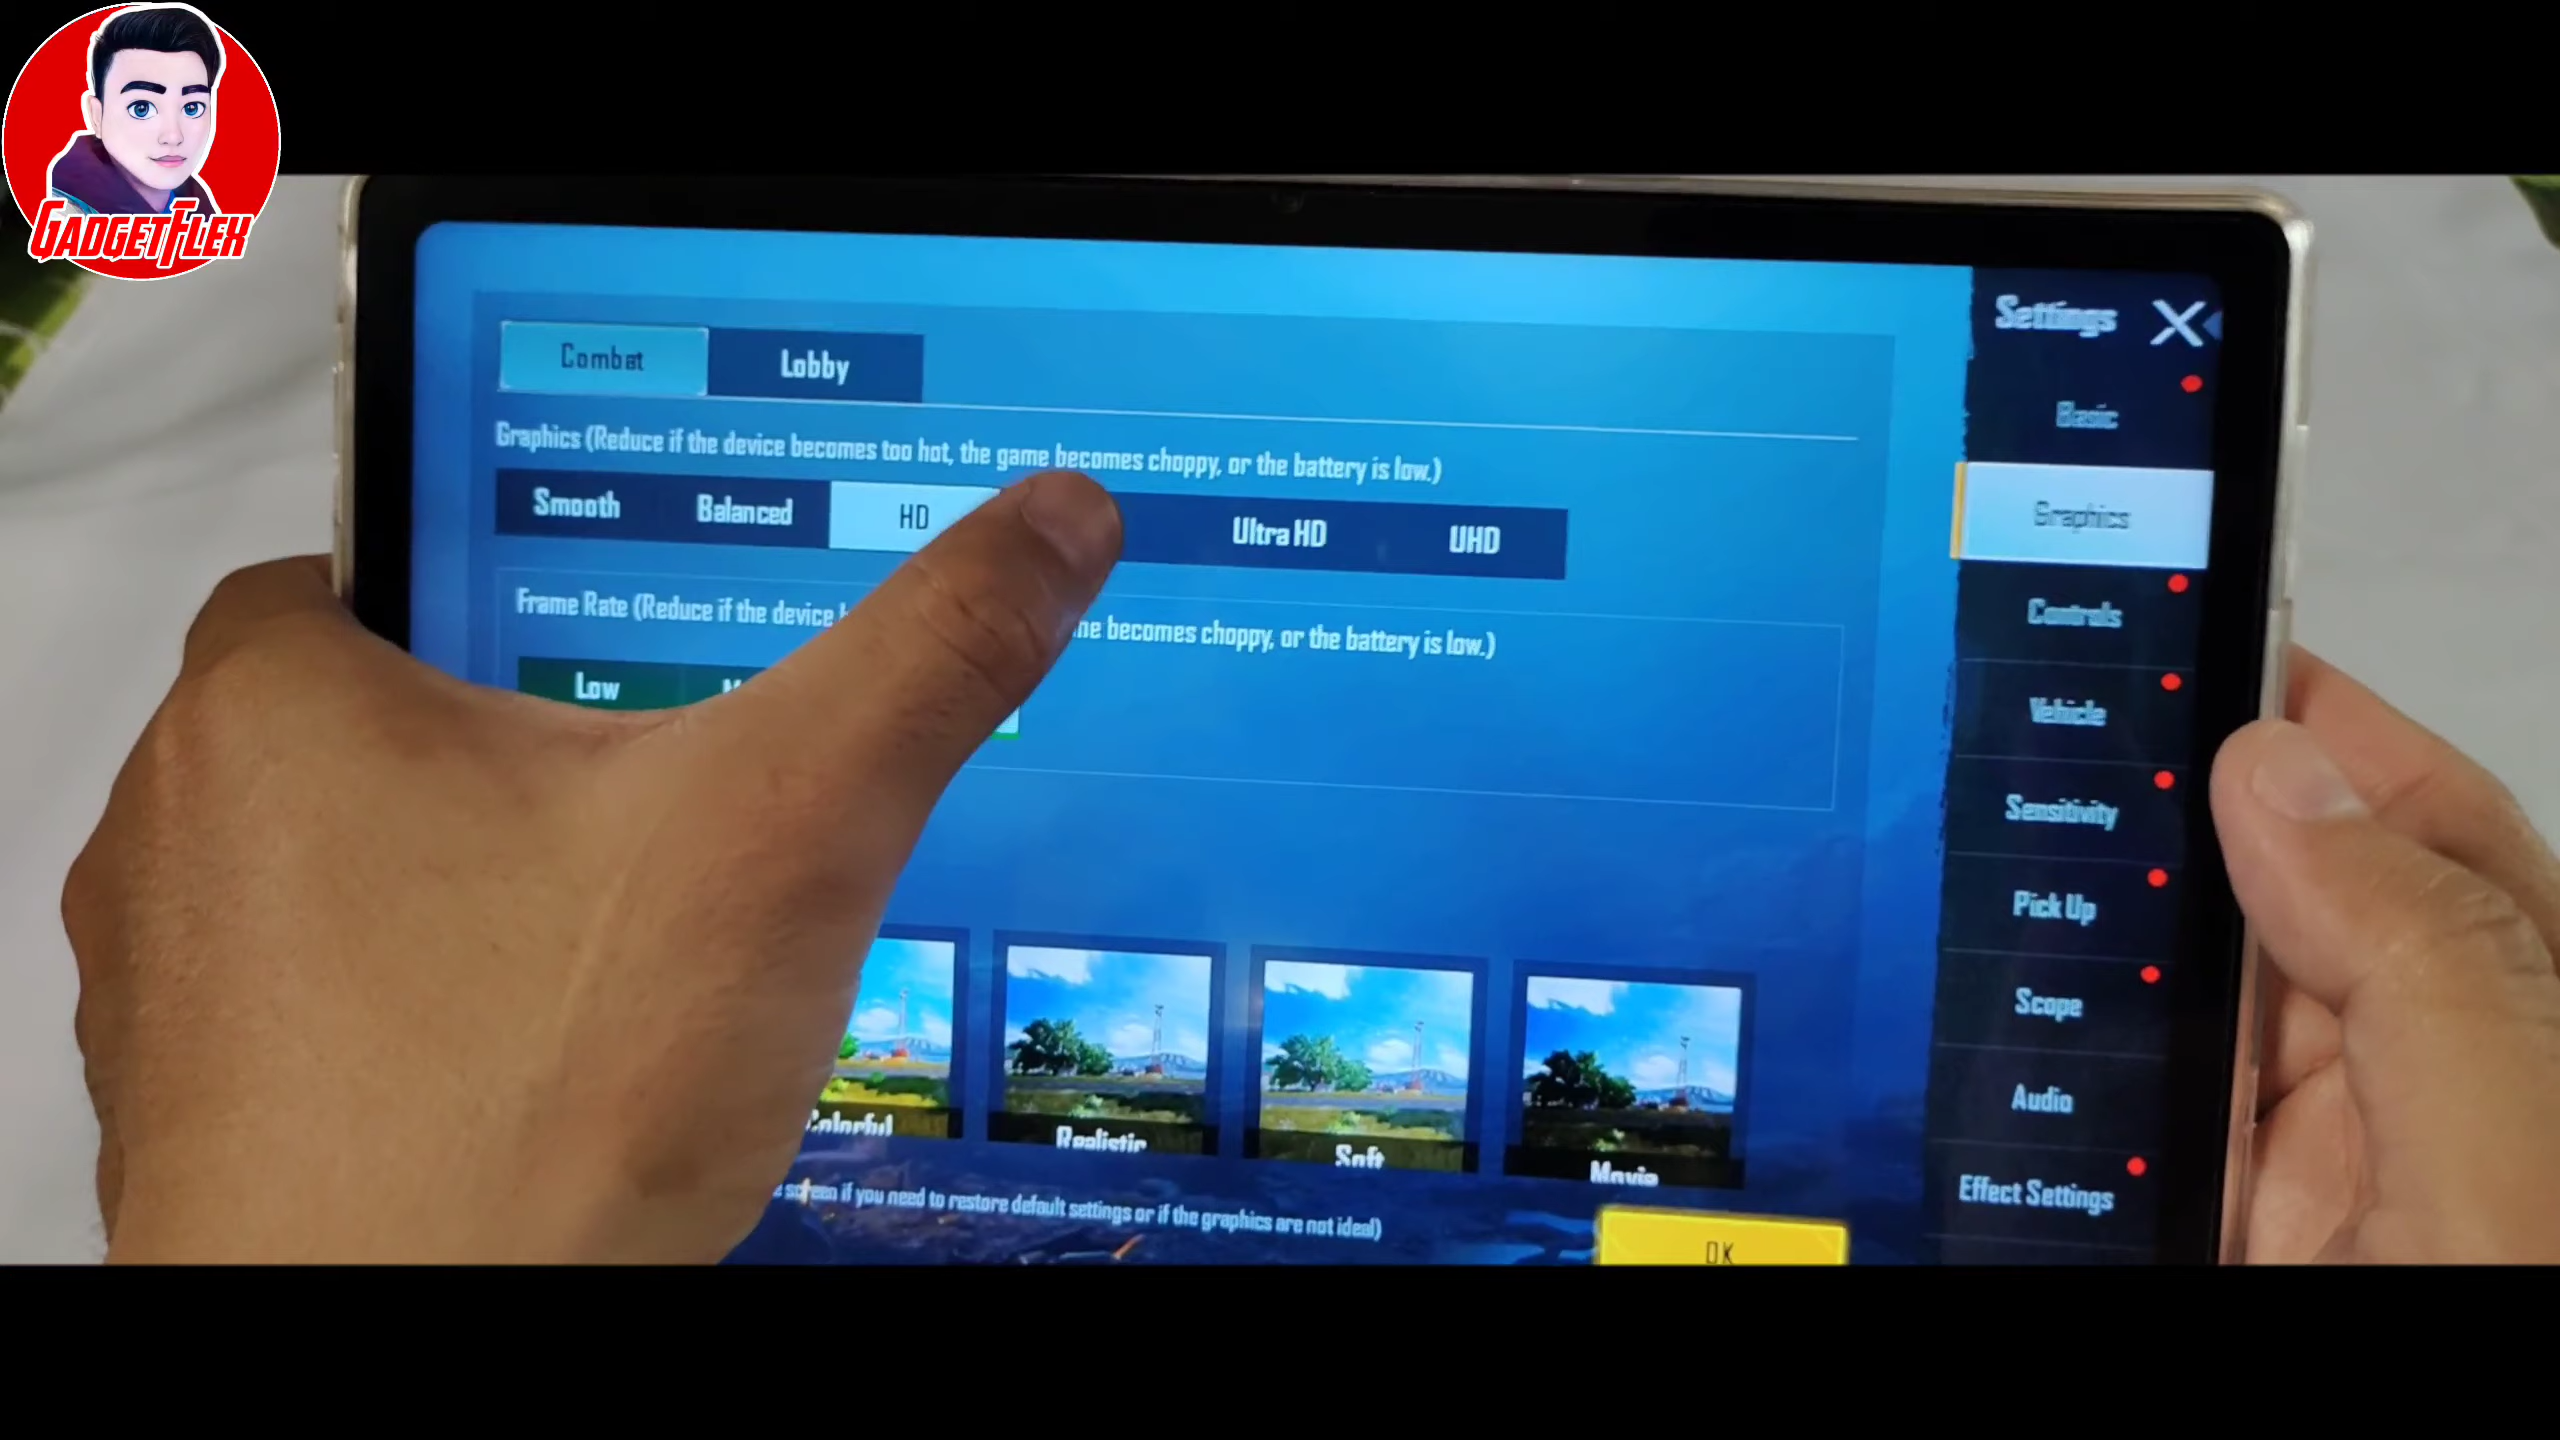 GADGETFLEX
Combat Lobby
Settings
Basic
Graphics (Reduce if the device becomes too hot, the game becomes choppy, or the battery is low.)
Smooth Balanced HD Ultra HD UHD
Graphics
Frame Rate (Reduce if the device
becomes choppy, or the battery is low.)
Controls
Low
Vehicle
Sensitivity
Pick Up
Scope
Audio
Colorful Realistic Soft Movie
Effect Settings
screen if you need to restore default settings or if the graphics are not ideal)
OK